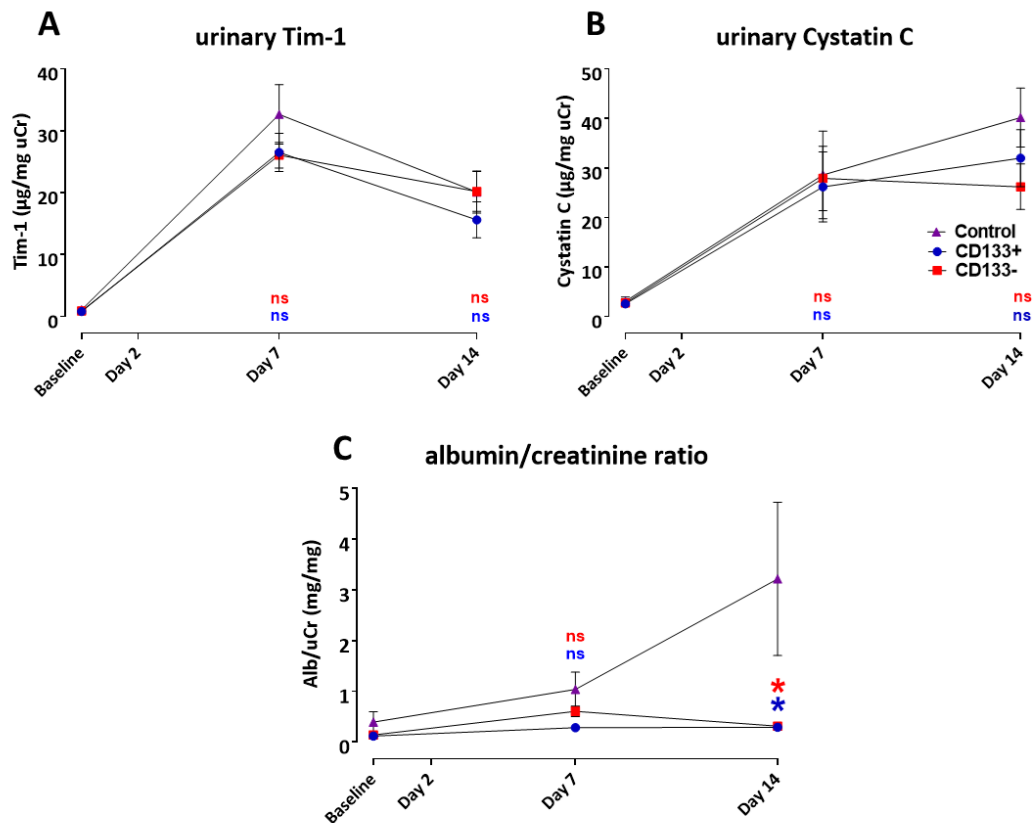 A
urinary Tim-1
Tim-1 (µg/mg uCr)
40
30
20
10
0
ns
ns
ns
ns
Baseline
Day 2
Day 7
Day 14
B
urinary Cystatin C
Cystatin C (µg/mg uCr)
50
40
30
20
10
0
Control
CD133+
CD133-
ns
ns
ns
ns
Baseline
Day 2
Day 7
Day 14
C
albumin/creatinine ratio
Alb/uCr (mg/mg)
5
4
3
2
1
0
ns
ns
*
*
Baseline
Day 2
Day 7
Day 14